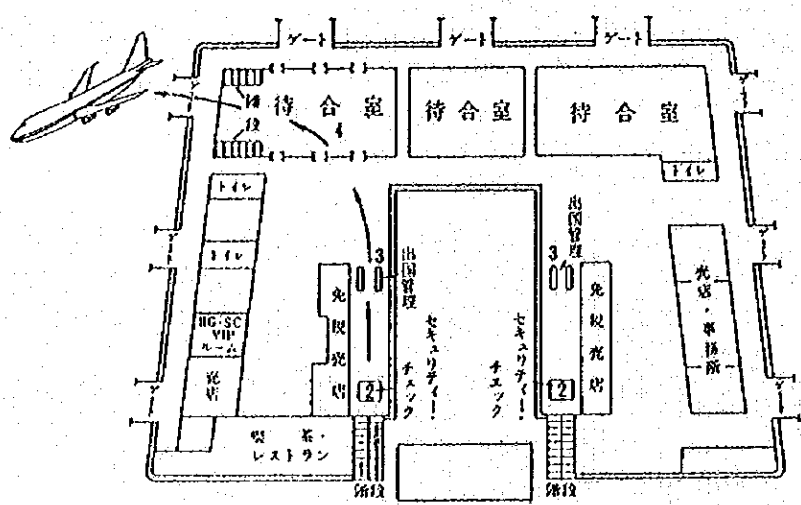 ゲート
ゲート
ゲート
階段
待合室
4
待合室
待合室
トイレ
トイレ
トイレ
VIP
ルーム
売店
喫茶・
レストラン
免税売店
3
出国管理
2
セキュリティー・
チェック
階段
3
出国管理
2
セキュリティー・
チェック
免税売店
階段
売店・事務所